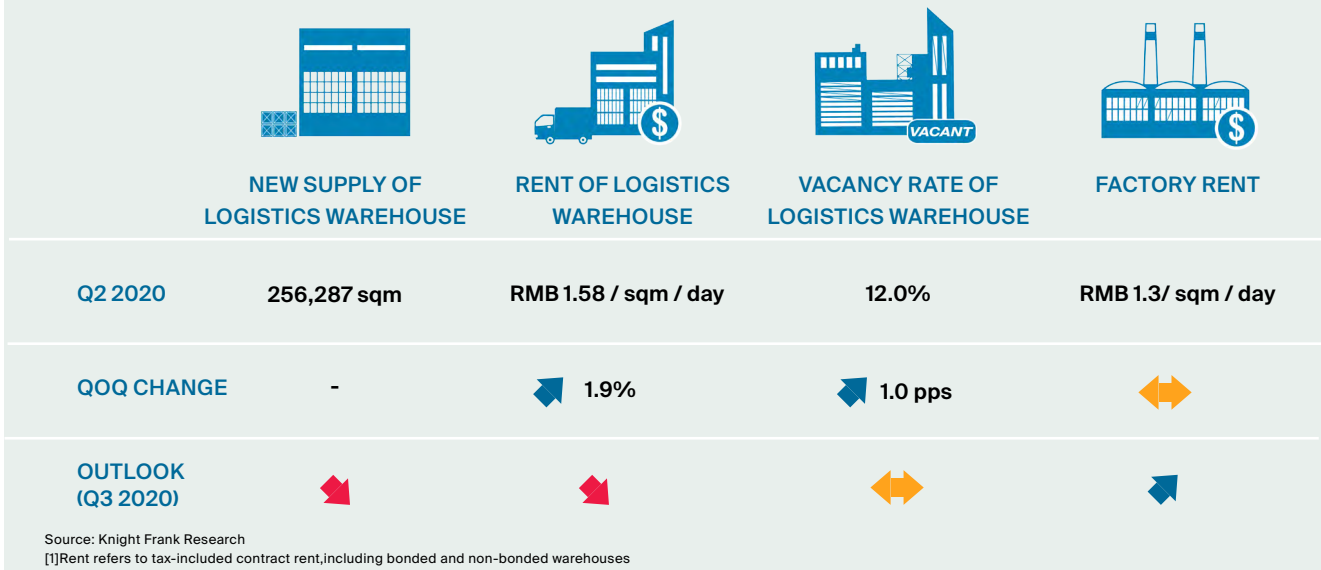 $
VACANT
$
NEW SUPPLY OF
LOGISTICS WAREHOUSE
RENT OF LOGISTICS
WAREHOUSE
VACANCY RATE OF
LOGISTICS WAREHOUSE
FACTORY RENT
Q2 2020
256,287 sqm
RMB 1.58 / sqm / day
12.0%
RMB 1.3/ sqm / day
QOQ CHANGE
-
1.9%
1.0 pps
OUTLOOK
(Q3 2020)
Source: Knight Frank Research
[1]Rent refers to tax-included contract rent,including bonded and non-bonded warehouses